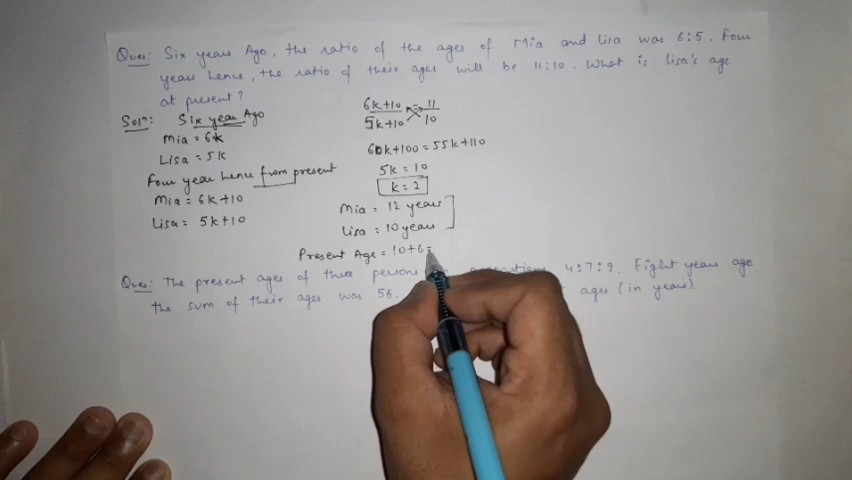 Ques: Six years Ago, the ratio of the ages of Mia and Lisa was 6:5. Four
years hence, the ratio of their ages will be 11:10. What is Lisa's age
at present?
Solⁿ: Six year Ago
Mia = 6k
Lisa = 5k
Four year hence from present
Mia = 6k+10
Lisa = 5k+10
6k+10 = 11
5k+10 10
60k+100 = 55k+110
5k = 10
k = 2
Mia = 12 years
Lisa = 10 years
Present Age = 10+6=
Ques: The present ages of three persons proportions 4:7:9. Eight years ago
the sum of their ages was 56. ages (in years)